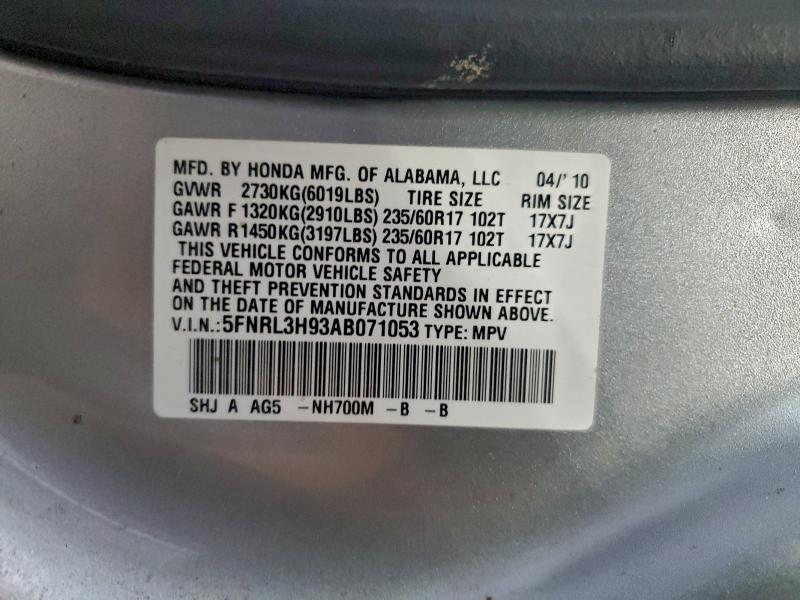 MFD. BY HONDA MFG. OF ALABAMA, LLC 04/' 10
GVWR 2730KG(6019LBS) TIRE SIZE RIM SIZE
GAWR F 1320KG(2910LBS) 235/60R17 102T 17X7J
GAWR R1450KG(3197LBS) 235/60R17 102T 17X7J
THIS VEHICLE CONFORMS TO ALL APPLICABLE
FEDERAL MOTOR VEHICLE SAFETY
AND THEFT PREVENTION STANDARDS IN EFFECT
ON THE DATE OF MANUFACTURE SHOWN ABOVE.
V.I.N.: 5FNRL3H93AB071053 TYPE: MPV
SHJ A AG5 -NH700M -B -B